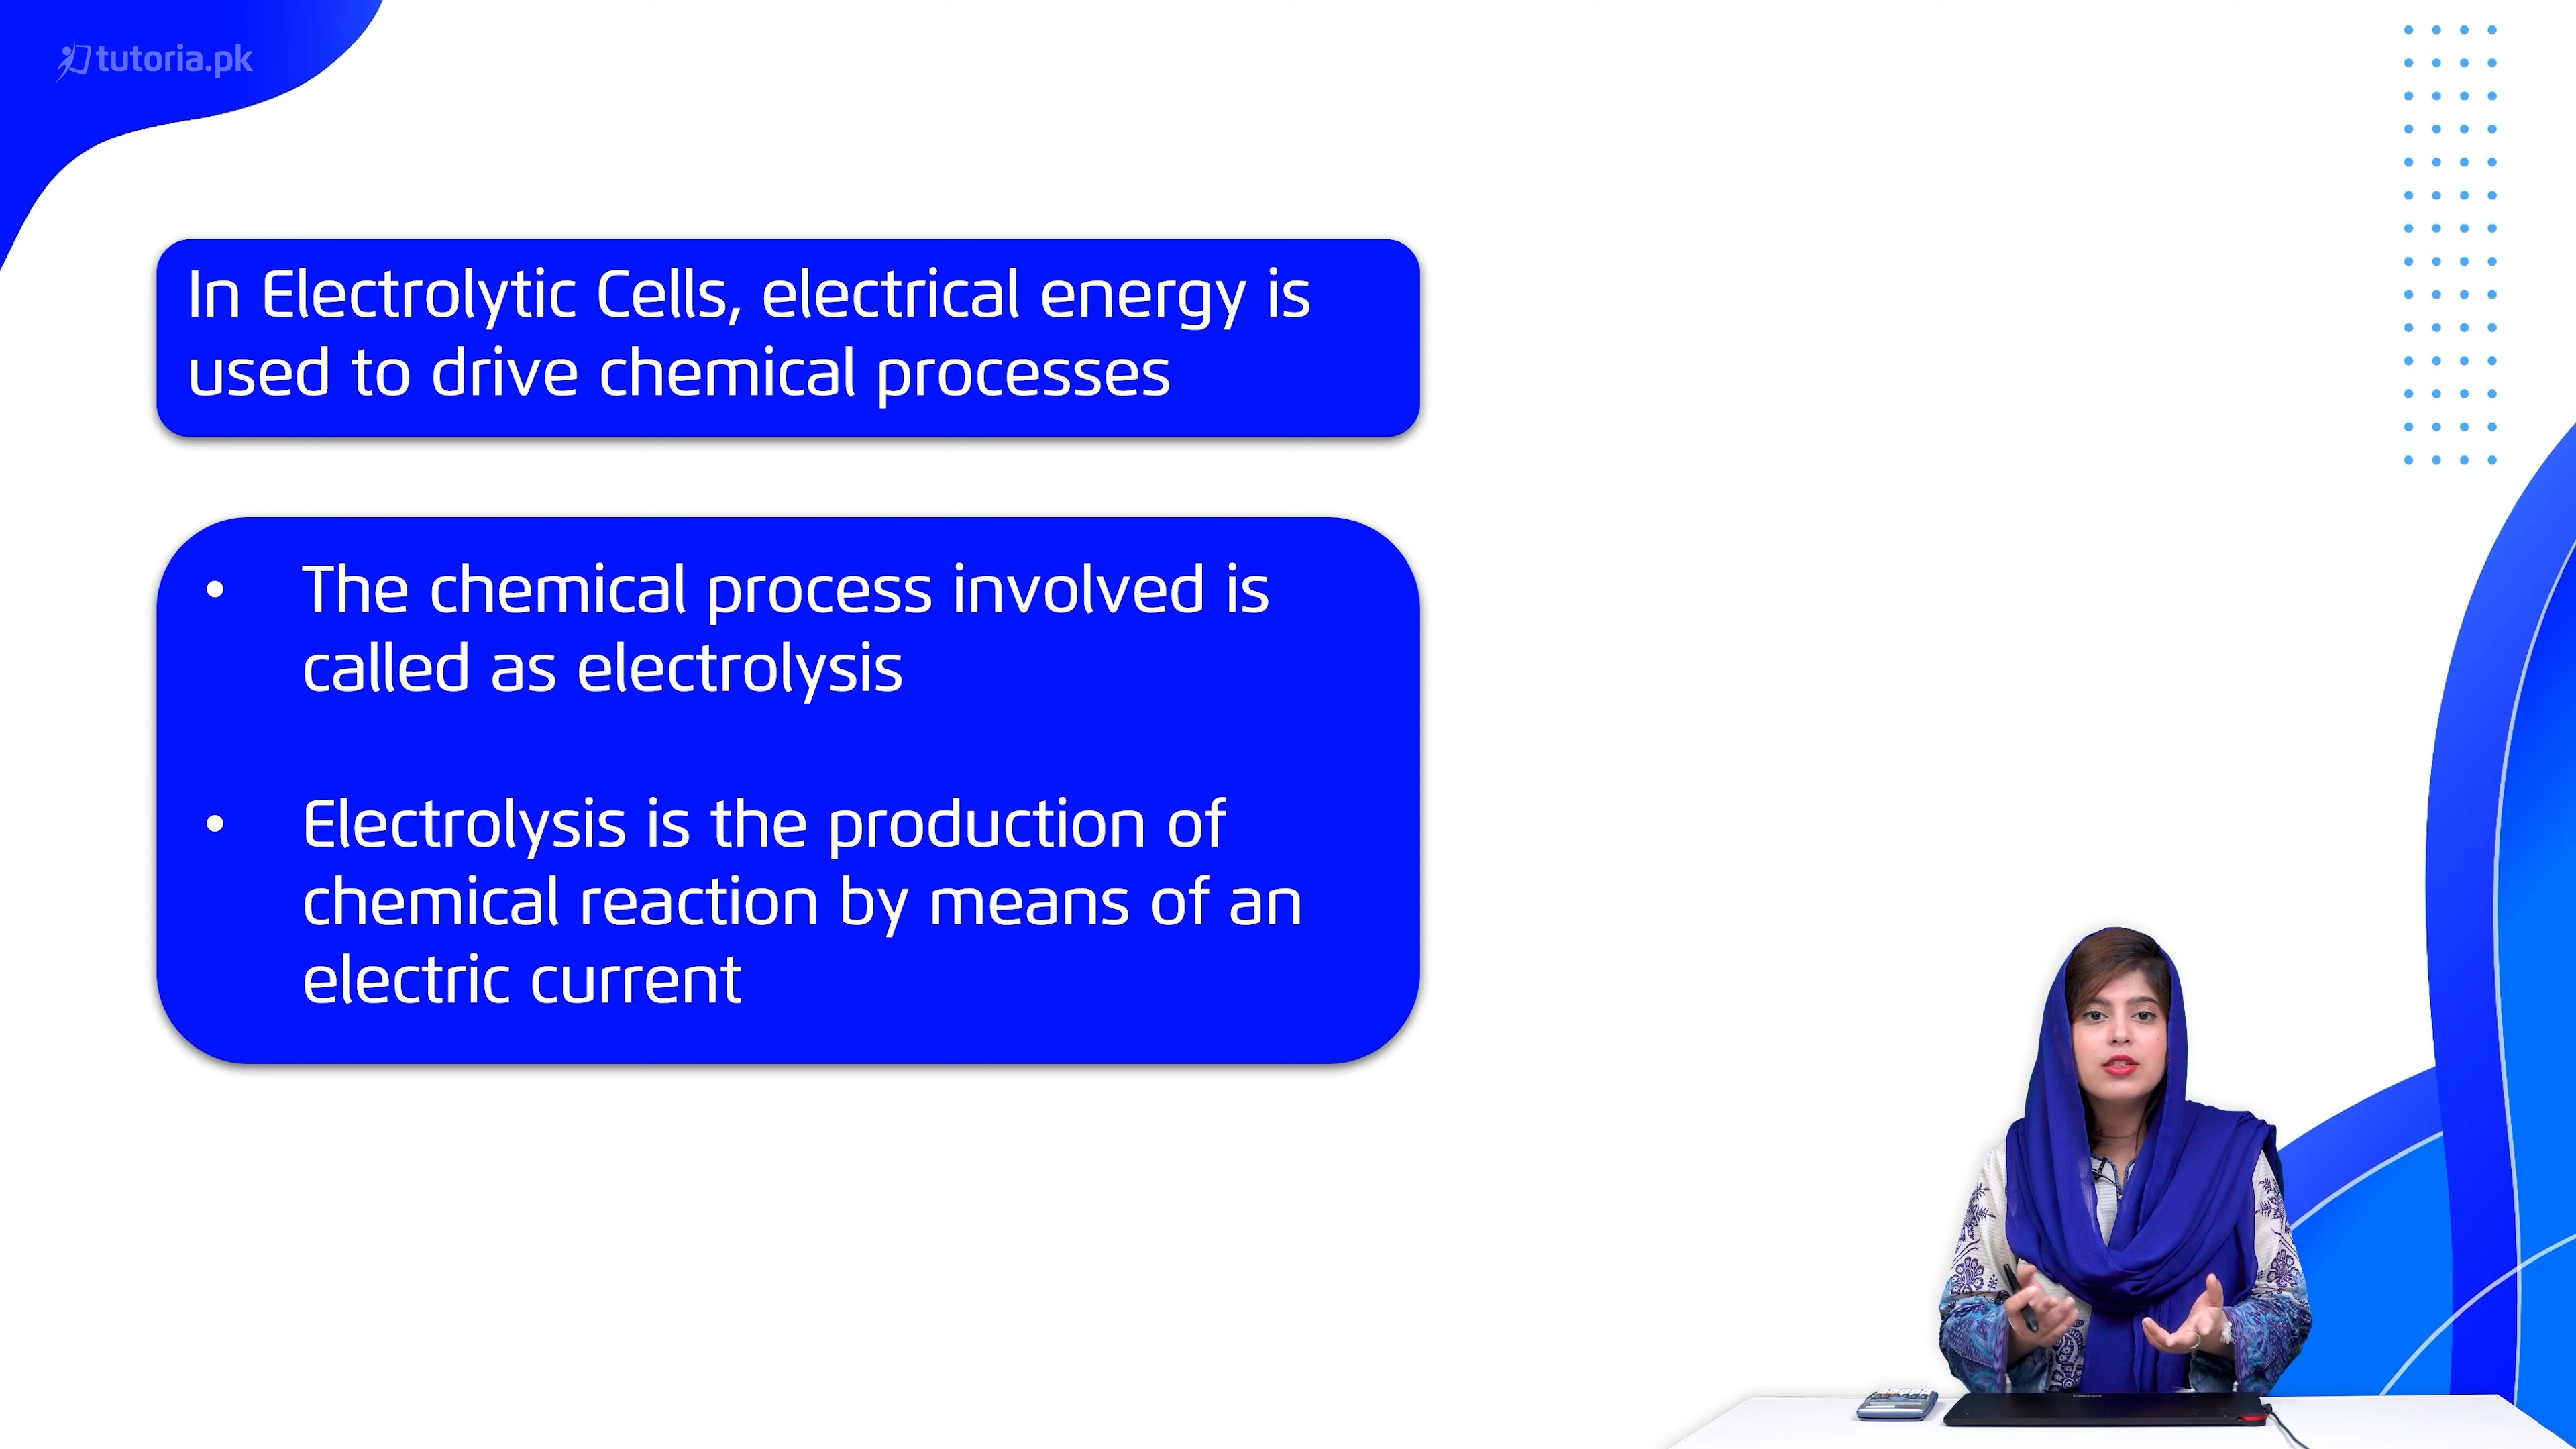 tutoria.pk
In Electrolytic Cells, electrical energy is
used to drive chemical processes
• The chemical process involved is
called as electrolysis
• Electrolysis is the production of
chemical reaction by means of an
electric current